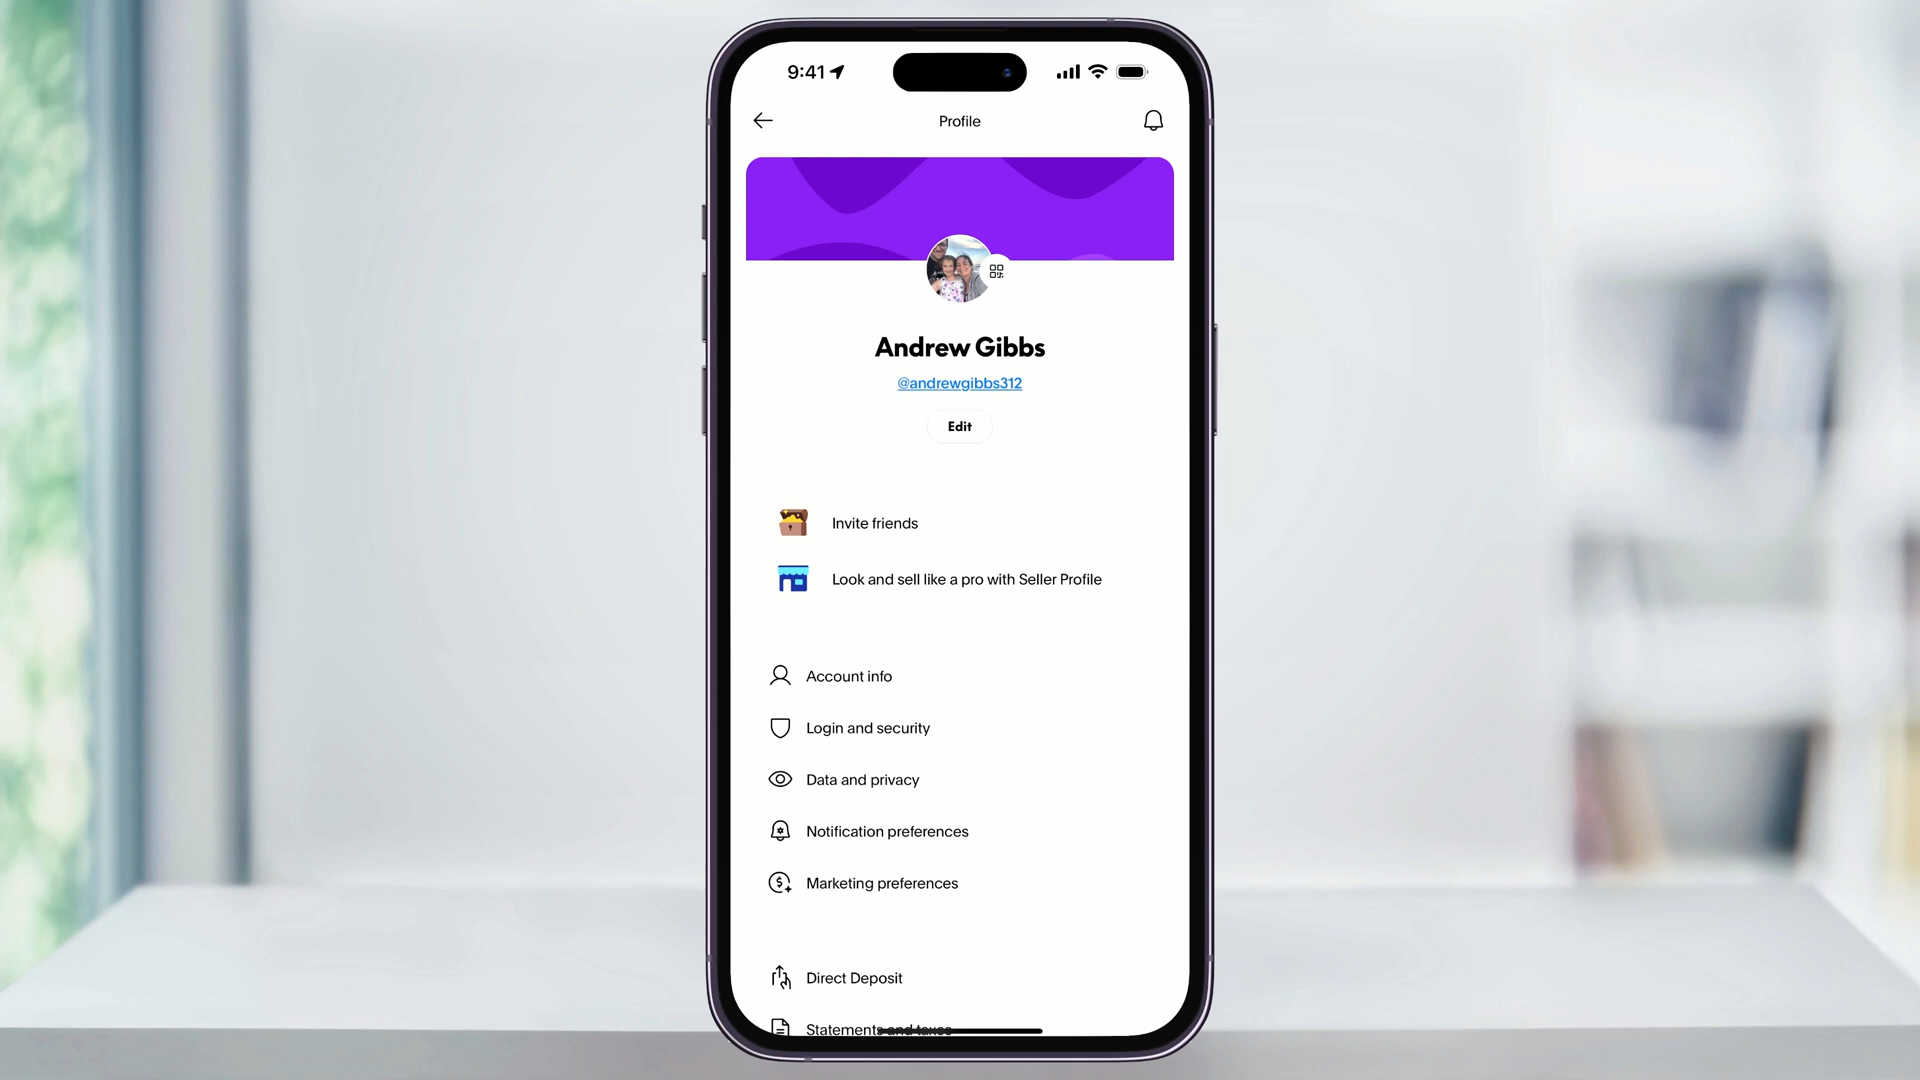 9:41
Profile
Andrew Gibbs
@andrewgibbs312
Edit
Invite friends
Look and sell like a pro with Seller Profile
Account info
Login and security
Data and privacy
Notification preferences
Marketing preferences
Direct Deposit
Statements and taxes